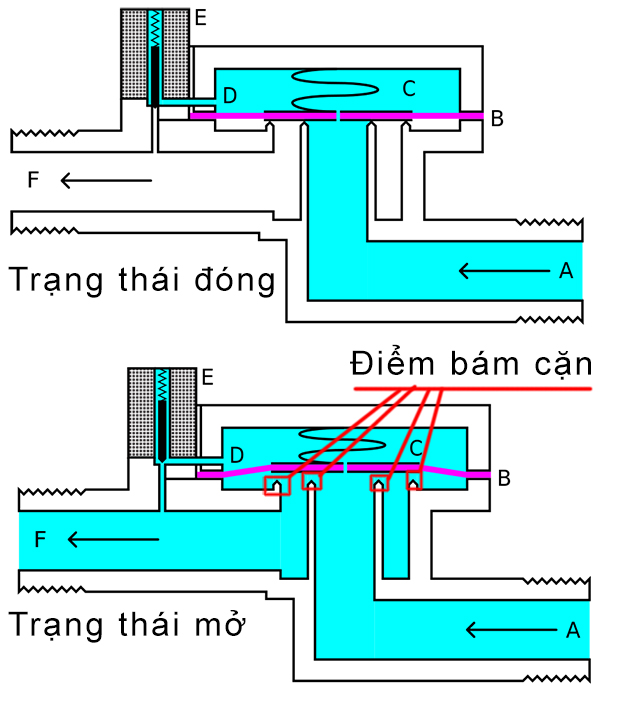 E
D
C
B
F
A
Trạng thái đóng
Điểm bám cặn
E
D
C
B
F
A
Trạng thái mở